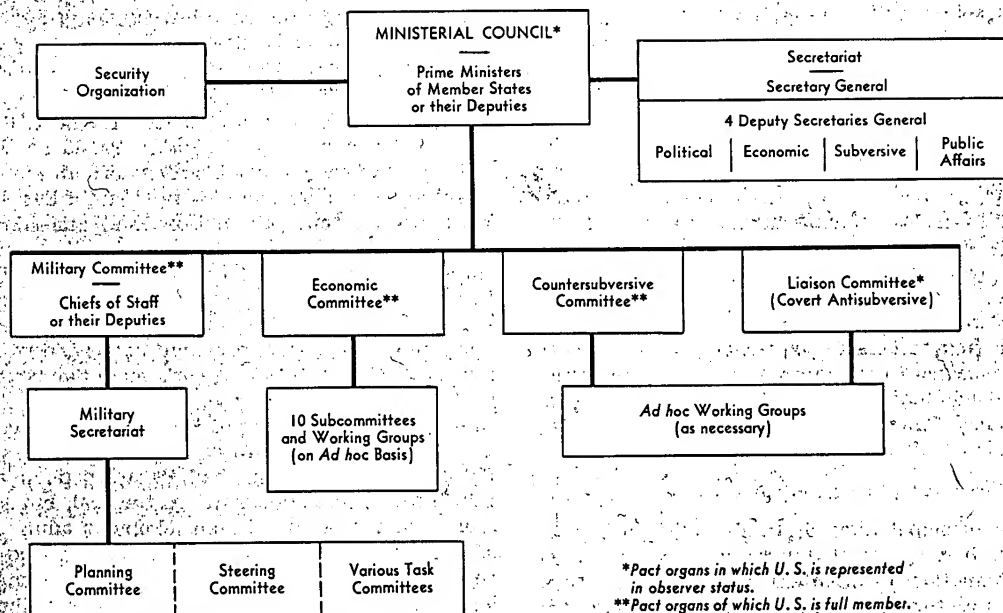 MINISTERIAL COUNCIL*
Prime Ministers
of Member States
or their Deputies
Security
Organization
Secretariat
Secretary General
4 Deputy Secretaries General
Political
Economic
Subversive
Public
Affairs
Military Committee**
Chiefs of Staff
or their Deputies
Economic
Committee**
Countersubversive
Committee**
Liaison Committee*
(Covert Antisubversive)
Military
Secretariat
10 Subcommittees
and Working Groups
(on Ad hoc Basis)
Ad hoc Working Groups
(as necessary)
Planning
Committee
Steering
Committee
Various Task
Committees
*Pact organs in which U. S. is represented
in observer status.
**Pact organs of which U. S. is full member.